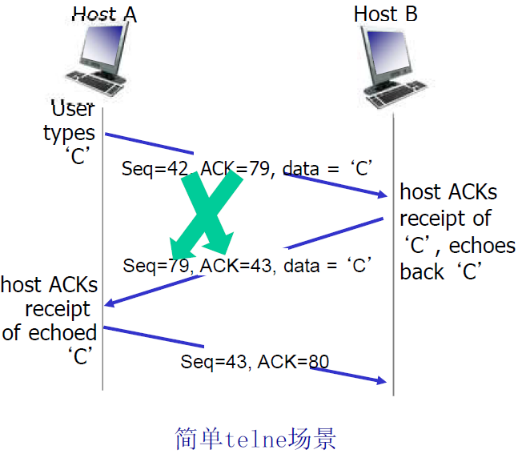 Host A
Host B
User
types
‘C’
Seq=42, ACK=79, data = ‘C’
host ACKs
receipt of
‘C’, echoes
back ‘C’
Seq=79, ACK=43, data = ‘C’
host ACKs
receipt
of echoed
‘C’
Seq=43, ACK=80
简单telne场景